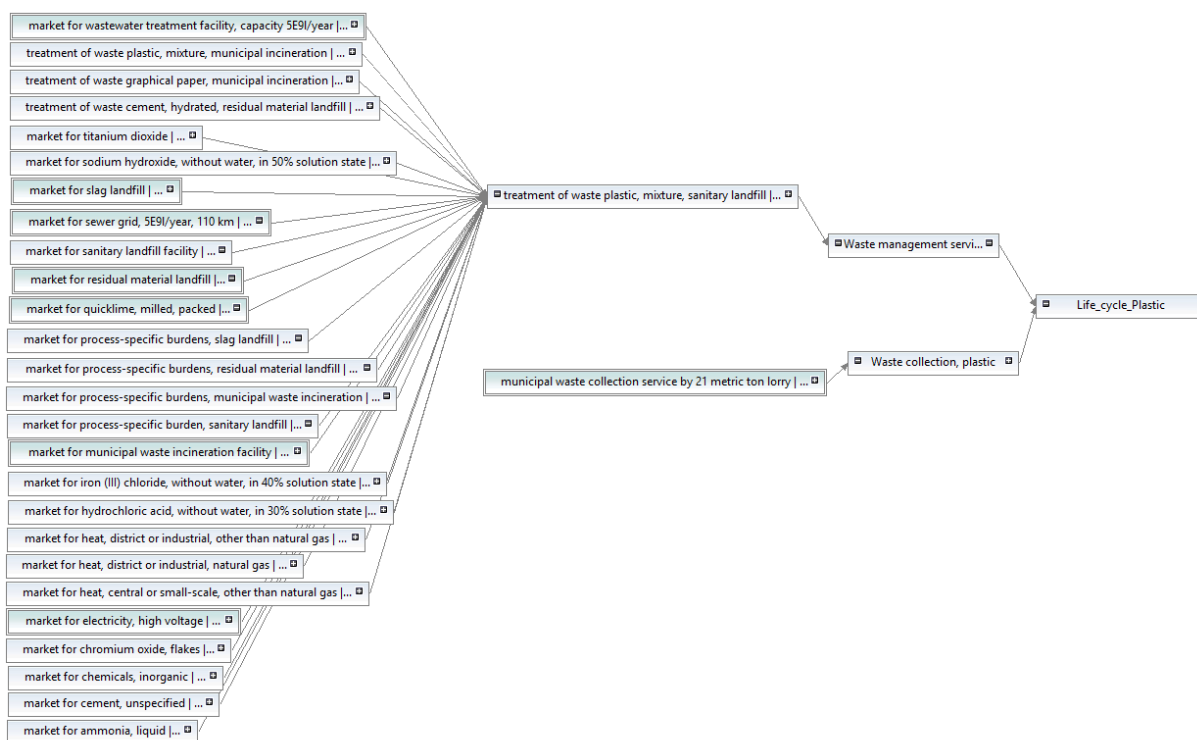 market for wastewater treatment facility, capacity 5E9l/year |...
treatment of waste plastic, mixture, municipal incineration | ...
treatment of waste graphical paper, municipal incineration |...
treatment of waste cement, hydrated, residual material landfill | ...
market for titanium dioxide | ...
market for sodium hydroxide, without water, in 50% solution state |...
market for slag landfill | ...
market for sewer grid, 5E9l/year, 110 km | ...
market for sanitary landfill facility | ...
market for residual material landfill |...
market for quicklime, milled, packed |...
market for process-specific burdens, slag landfill | ...
market for process-specific burdens, residual material landfill | ...
market for process-specific burdens, municipal waste incineration | ...
market for process-specific burden, sanitary landfill |...
market for municipal waste incineration facility | ...
market for iron (III) chloride, without water, in 40% solution state |...
market for hydrochloric acid, without water, in 30% solution state |...
market for heat, district or industrial, other than natural gas | ...
market for heat, district or industrial, natural gas | ...
market for heat, central or small-scale, other than natural gas |...
market for electricity, high voltage | ...
market for chromium oxide, flakes |...
market for chemicals, inorganic | ...
market for cement, unspecified | ...
market for ammonia, liquid |...
treatment of waste plastic, mixture, sanitary landfill |...
municipal waste collection service by 21 metric ton lorry | ...
Waste management servi...
Waste collection, plastic
Life_cycle_Plastic